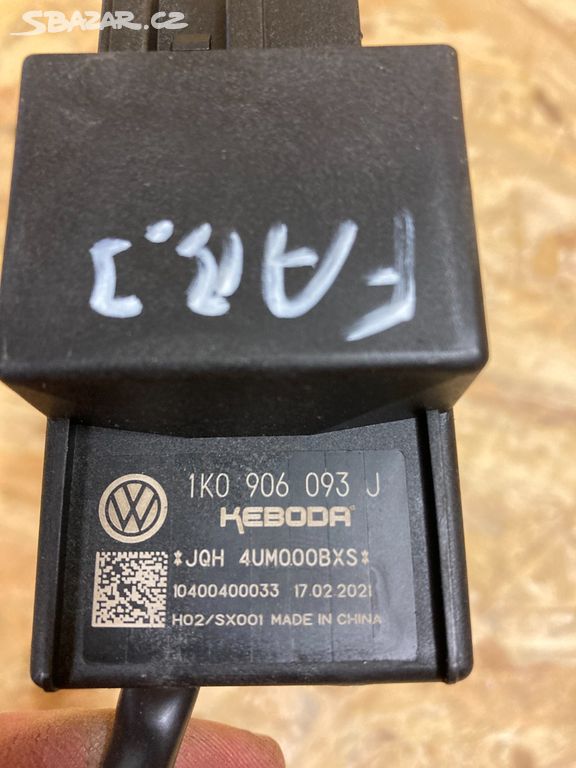 SBAZAR.CZ
FAB.3
1K0 906 093 J
KEBODA
*JQH 4UM000BXS*
10400400033 17.02.2021
H02/SX001 MADE IN CHINA